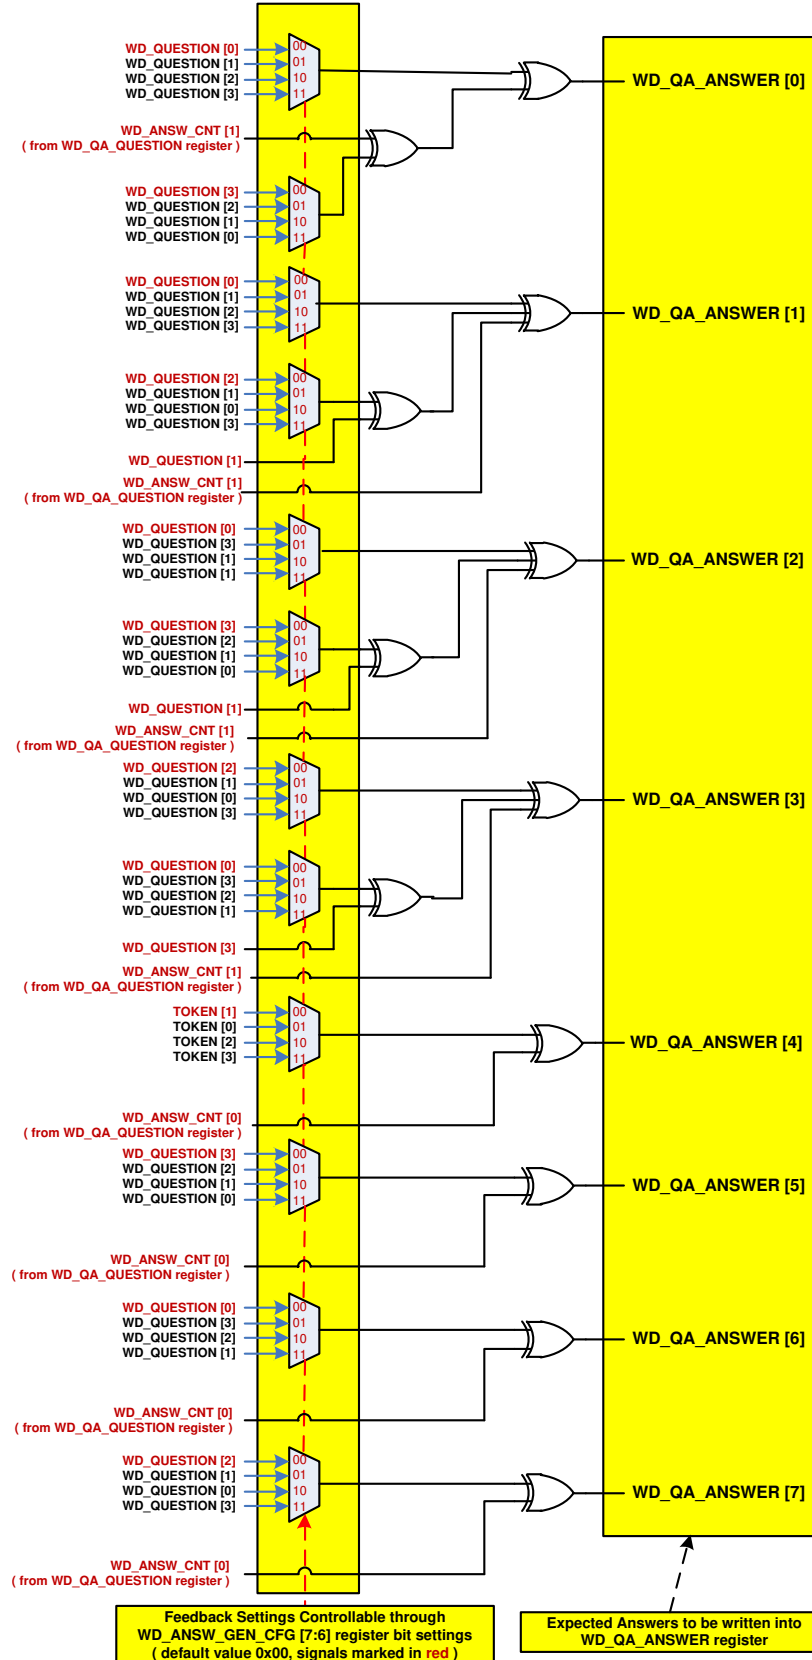 WD_QUESTION [0]
WD_QUESTION [1]
WD_QUESTION [2]
WD_QUESTION [3]
00
01
10
11
WD_QA_ANSWER [0]
WD_ANSW_CNT [1]
( from WD_QA_QUESTION register )
WD_QUESTION [3]
WD_QUESTION [2]
WD_QUESTION [1]
WD_QUESTION [0]
00
01
10
11
WD_QUESTION [0]
WD_QUESTION [1]
WD_QUESTION [2]
WD_QUESTION [3]
00
01
10
11
WD_QA_ANSWER [1]
WD_QUESTION [2]
WD_QUESTION [1]
WD_QUESTION [0]
WD_QUESTION [3]
00
01
10
11
WD_QUESTION [1]
WD_ANSW_CNT [1]
( from WD_QA_QUESTION register )
WD_QUESTION [0]
WD_QUESTION [3]
WD_QUESTION [1]
WD_QUESTION [1]
00
01
10
11
WD_QA_ANSWER [2]
WD_QUESTION [3]
WD_QUESTION [2]
WD_QUESTION [1]
WD_QUESTION [0]
00
01
10
11
WD_QUESTION [1]
WD_ANSW_CNT [1]
( from WD_QA_QUESTION register )
WD_QUESTION [2]
WD_QUESTION [1]
WD_QUESTION [0]
WD_QUESTION [3]
00
01
10
11
WD_QA_ANSWER [3]
WD_QUESTION [0]
WD_QUESTION [3]
WD_QUESTION [2]
WD_QUESTION [1]
00
01
10
11
WD_QUESTION [3]
WD_ANSW_CNT [1]
( from WD_QA_QUESTION register )
TOKEN [1]
TOKEN [0]
TOKEN [2]
TOKEN [3]
00
01
10
11
WD_QA_ANSWER [4]
WD_ANSW_CNT [0]
( from WD_QA_QUESTION register )
WD_QUESTION [3]
WD_QUESTION [2]
WD_QUESTION [1]
WD_QUESTION [0]
00
01
10
11
WD_QA_ANSWER [5]
WD_ANSW_CNT [0]
( from WD_QA_QUESTION register )
WD_QUESTION [0]
WD_QUESTION [3]
WD_QUESTION [2]
WD_QUESTION [1]
00
01
10
11
WD_QA_ANSWER [6]
WD_ANSW_CNT [0]
( from WD_QA_QUESTION register )
WD_QUESTION [2]
WD_QUESTION [1]
WD_QUESTION [0]
WD_QUESTION [3]
00
01
10
11
WD_QA_ANSWER [7]
WD_ANSW_CNT [0]
( from WD_QA_QUESTION register )
Feedback Settings Controllable through
WD_ANSW_GEN_CFG [7:6] register bit settings
( default value 0x00, signals marked in red )
Expected Answers to be written into
WD_QA_ANSWER register